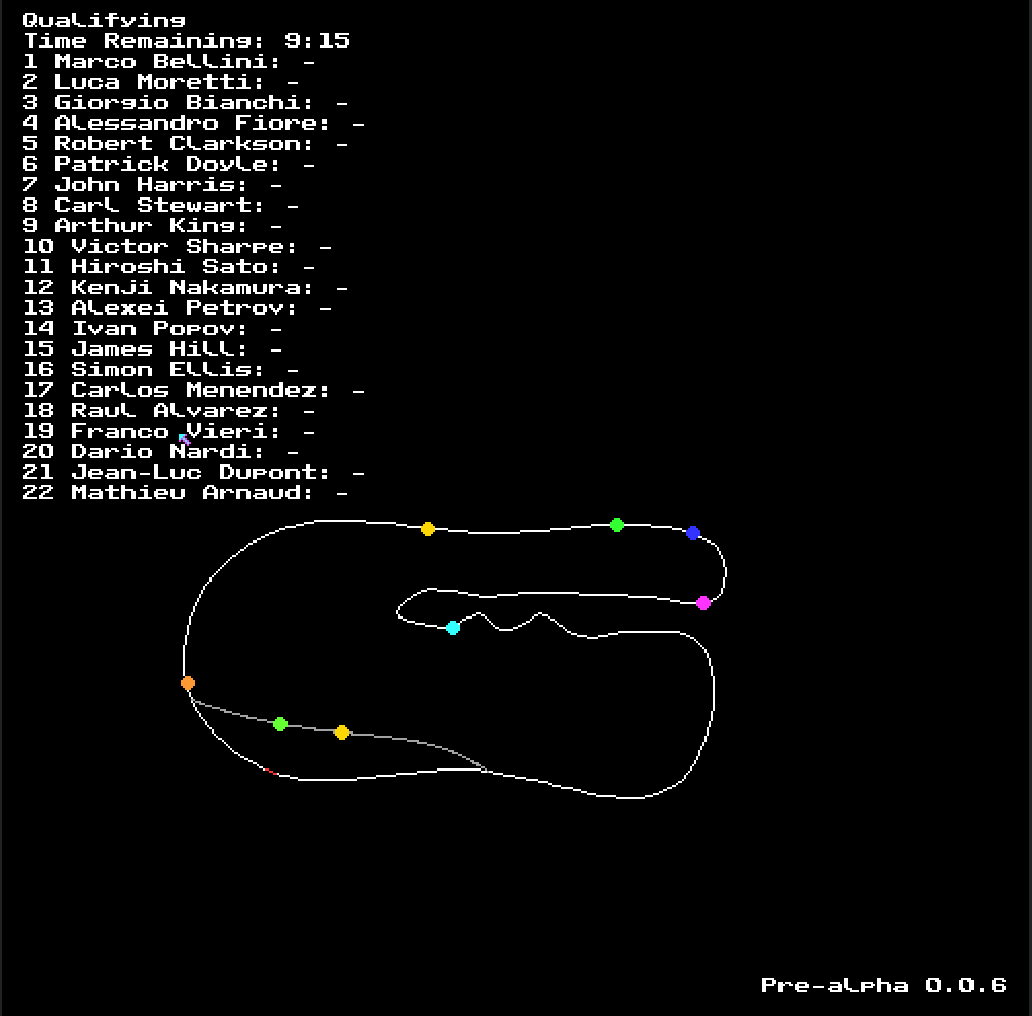 Qualifying
Time Remaining: 9:15
1 Marco Bellini: -
2 Luca Moretti: -
3 Giorgio Bianchi: -
4 Alessandro Fiore: -
5 Robert Clarkson: -
6 Patrick Doyle: -
7 John Harris: -
8 Carl Stewart: -
9 Arthur King: -
10 Victor Sharpe: -
11 Hiroshi Sato: -
12 Kenji Nakamura: -
13 Alexei Petrov: -
14 Ivan Popov: -
15 James Hill: -
16 Simon Ellis: -
17 Carlos Menendez: -
18 Raul Alvarez: -
19 Franco Vieri: -
20 Dario Nardi: -
21 Jean-Luc Dupont: -
22 Mathieu Arnaud: -
Pre-alpha 0.0.6